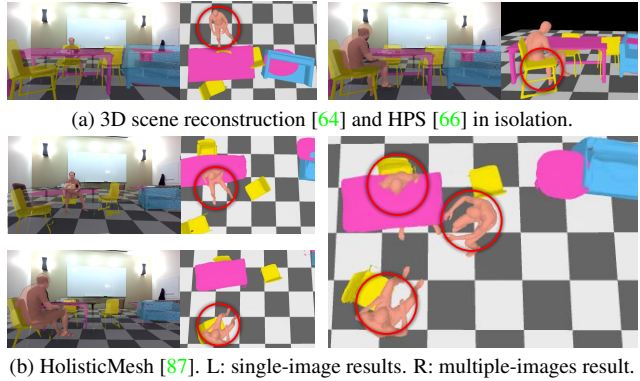 (a) 3D scene reconstruction [64] and HPS [66] in isolation.
(b) HolisticMesh [87]. L: single-image results. R: multiple-images result.